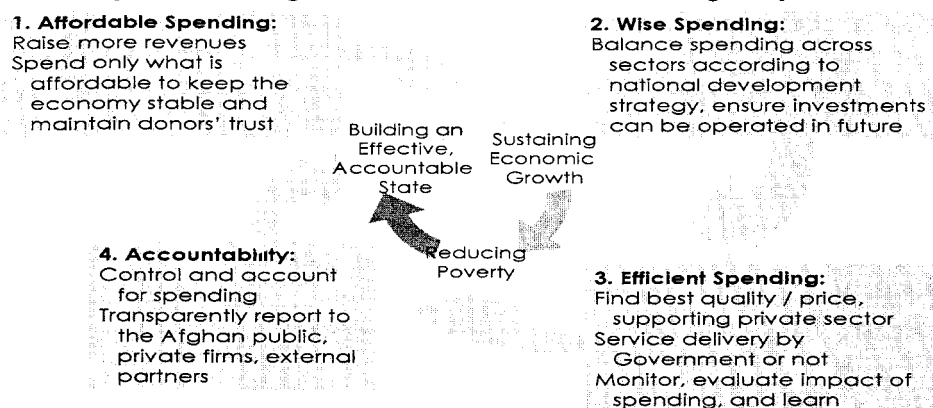 1. Affordable Spending:
Raise more revenues
Spend only what is
affordable to keep the
economy stable and
maintain donors' trust
2. Wise Spending:
Balance spending across
sectors according to
national development
strategy, ensure investments
can be operated in future
Building an
Effective,
Accountable
State
Sustaining
Economic
Growth
Reducing
Poverty
4. Accountability:
Control and account
for spending
Transparently report to
the Afghan public,
private firms, external
partners
3. Efficient Spending:
Find best quality / price,
supporting private sector
Service delivery by
Government or not
Monitor, evaluate impact of
spending, and learn